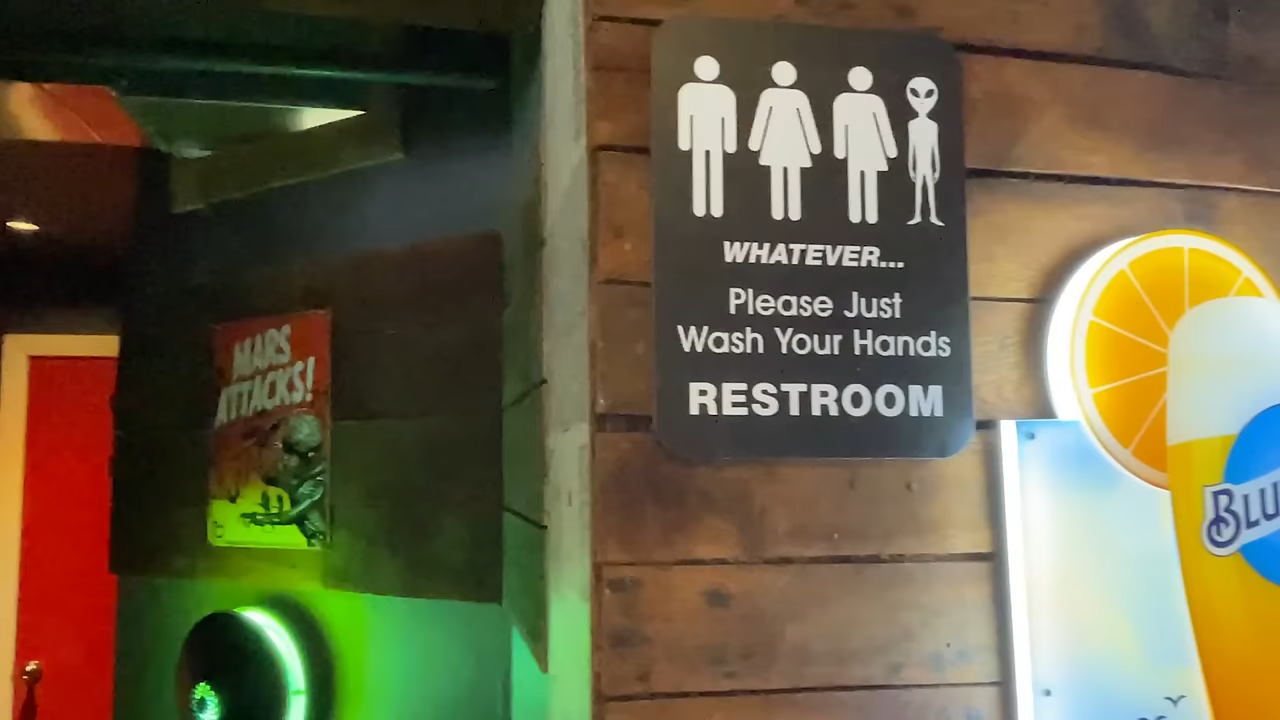 MARS
ATTACKS!
WHATEVER...
Please Just
Wash Your Hands
RESTROOM
BLU